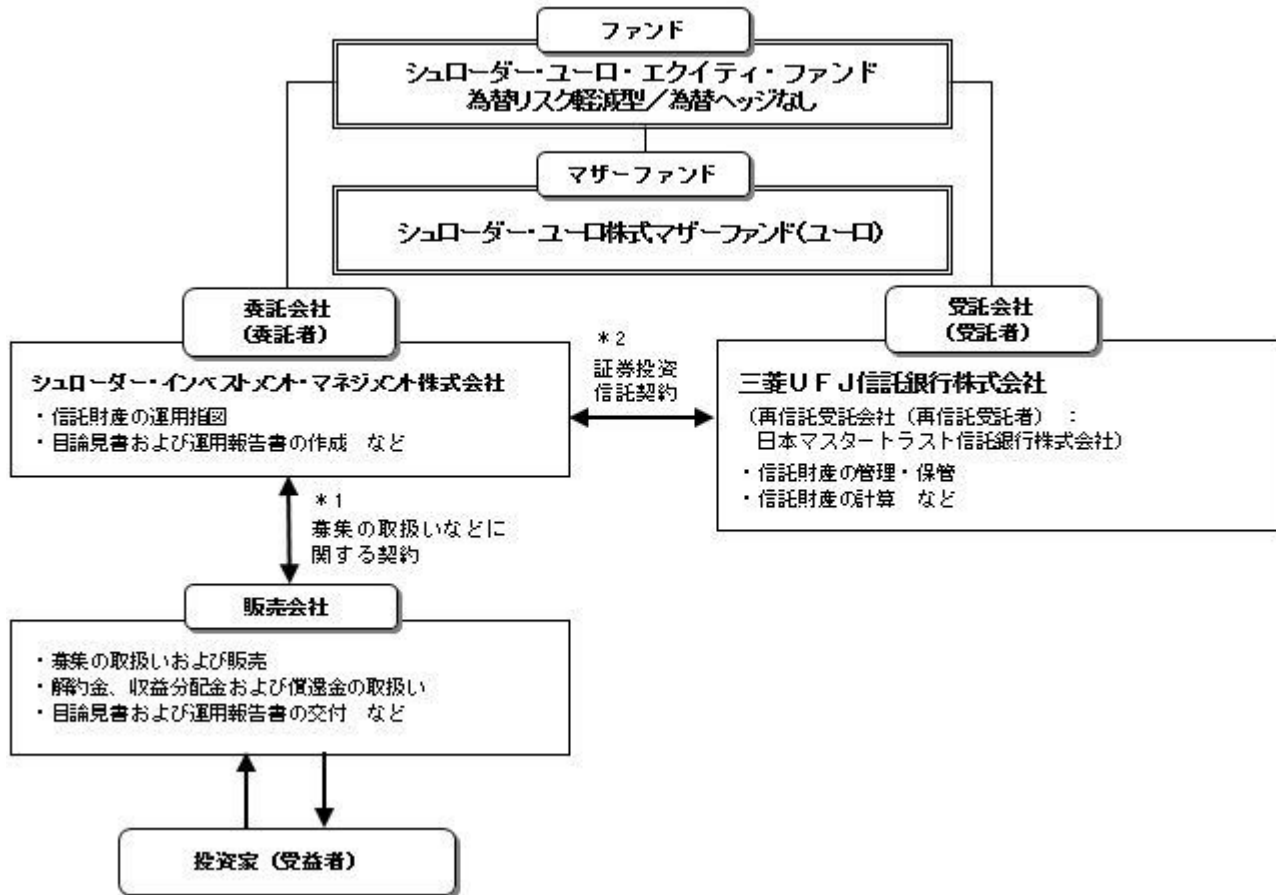 ファンド
シュローダー・ユーロ・エクイティ・ファンド
為替リスク軽減型／為替ヘッジなし
マザーファンド
シュローダー・ユーロ株式マザーファンド(ユーロ)
委託会社
(委託者)
シュローダー・インベストメント・マネジメント株式会社
・信託財産の運用指図
・目論見書および運用報告書の作成　など
＊2
証券投資
信託契約
受託会社
(受託者)
三菱ＵＦＪ信託銀行株式会社
（再信託受託会社（再信託受託者）：
日本マスタートラスト信託銀行株式会社）
・信託財産の管理・保管
・信託財産の計算　など
＊1
募集の取扱いなどに
関する契約
販売会社
・募集の取扱いおよび販売
・解約金、収益分配金および償還金の取扱い
・目論見書および運用報告書の交付　など
投資家（受益者）